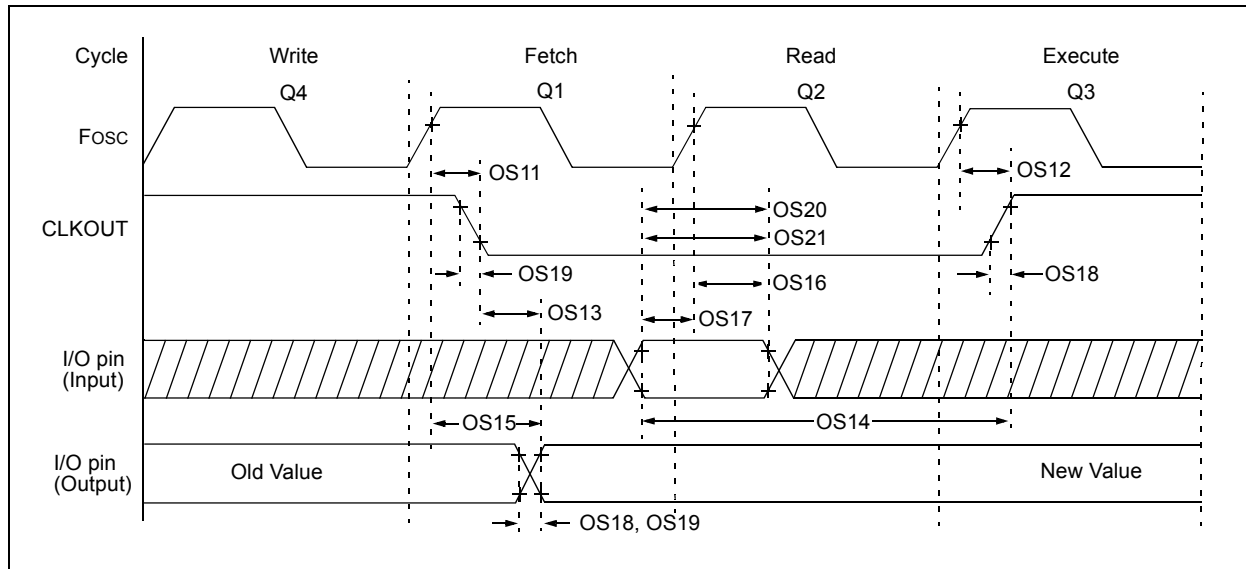 Cycle Write Fetch Read Execute
Q4 Q1 Q2 Q3
FOSC
OS11 OS12
OS20
CLKOUT
OS21
OS19 OS16 OS18
OS13 OS17
I/O pin
(Input)
OS15 OS14
I/O pin
(Output)
Old Value New Value
OS18, OS19